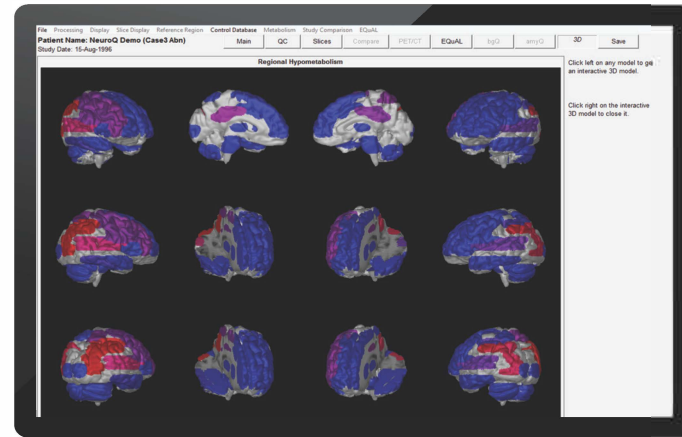 File Processing Display Slice Display Reference Region Control Database Metabolism Study Comparison EQuAL
Patient Name: NeuroQ Demo (Case3 Abn)
Study Date: 15-Aug-1996
Main QC Slices Compare PET/CT EQuAL bgQ amyQ 3D Save
Regional Hypometabolism
Click left on any model to get
an interactive 3D model.
Click right on the interactive
3D model to close it.